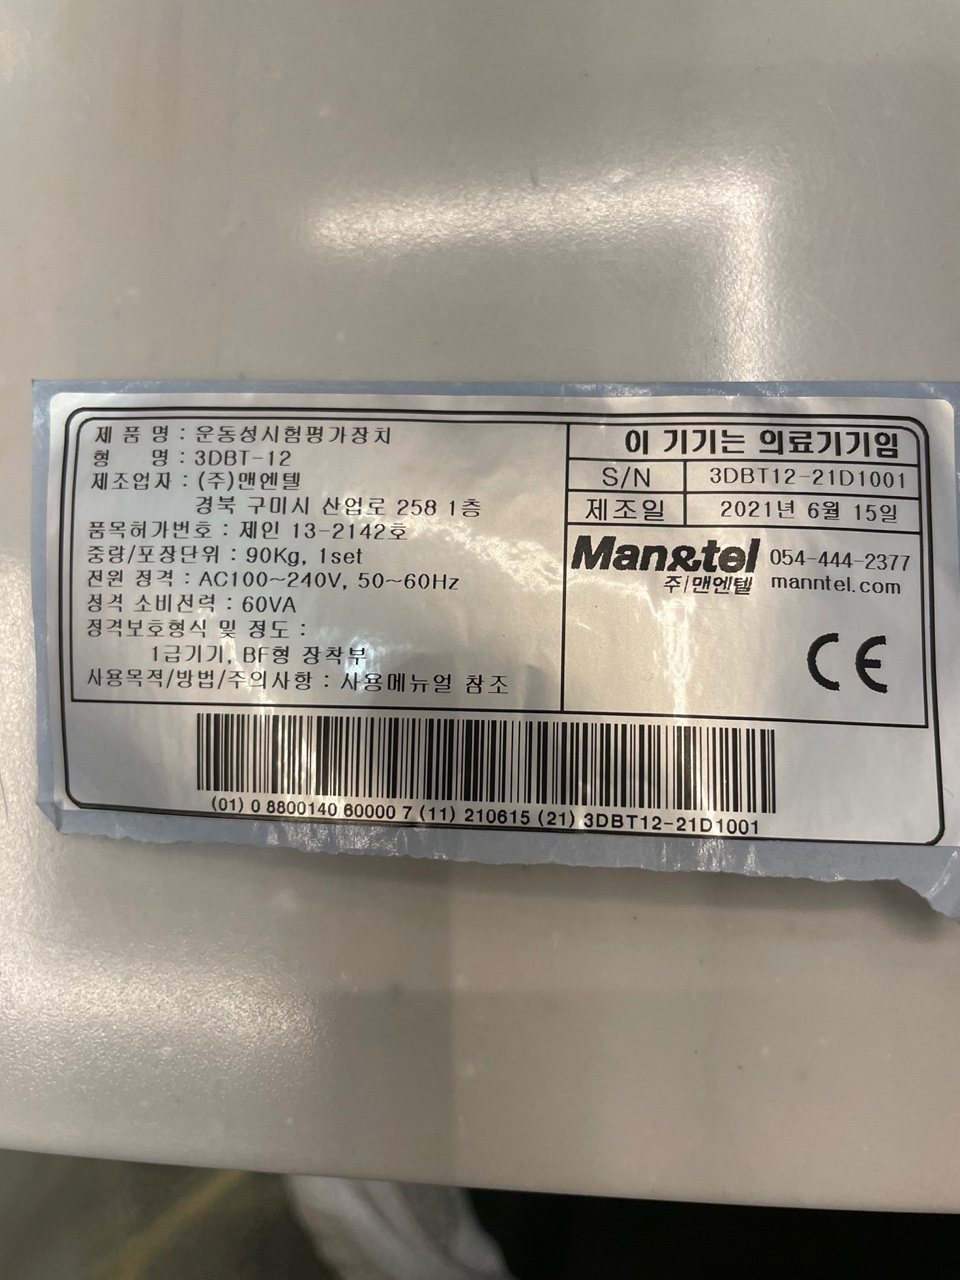 제 품 명 : 운동성시험평가장치
형 명 : 3DBT-12
제조업자 : (주)맨엔텔
경북 구미시 산업로 258 1층
품목허가번호 : 제인 13-2142호
중량/포장단위 : 90Kg, 1set
전원 정격 : AC100~240V, 50~60Hz
정격 소비전력 : 60VA
정격보호형식 및 정도 :
1급기기, BF형 장착부
사용목적/방법/주의사항 : 사용메뉴얼 참조
이 기기는 의료기기임
S/N 3DBT12-21D1001
제조일 2021년 6월 15일
Man&tel 054-444-2377
주/맨엔텔 manntel.com
CE
(01) 0 8800140 60000 7 (11) 210615 (21) 3DBT12-21D1001